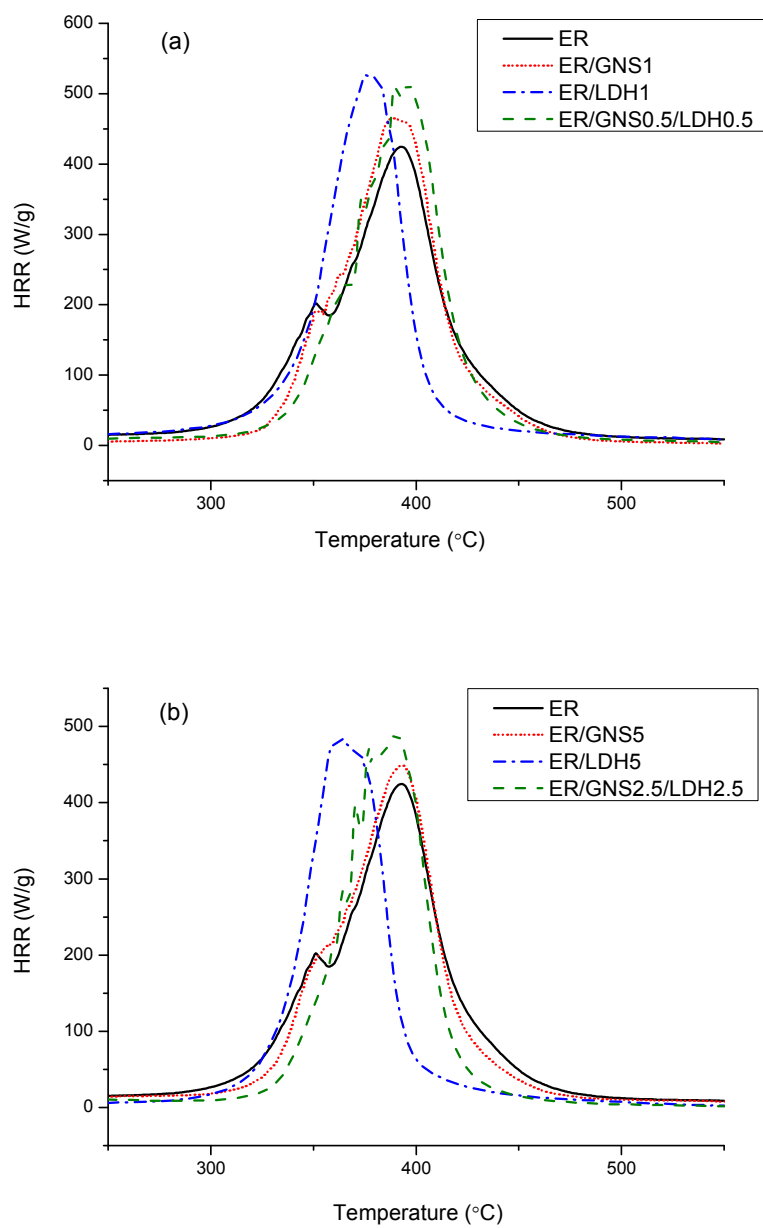 (a)
ER
ER/GNS1
ER/LDH1
ER/GNS0.5/LDH0.5
600
500
400
300
200
100
0
HRR (W/g)
300
400
500
Temperature (°C)
(b)
ER
ER/GNS5
ER/LDH5
ER/GNS2.5/LDH2.5
500
400
300
200
100
0
HRR (W/g)
300
400
500
Temperature (°C)